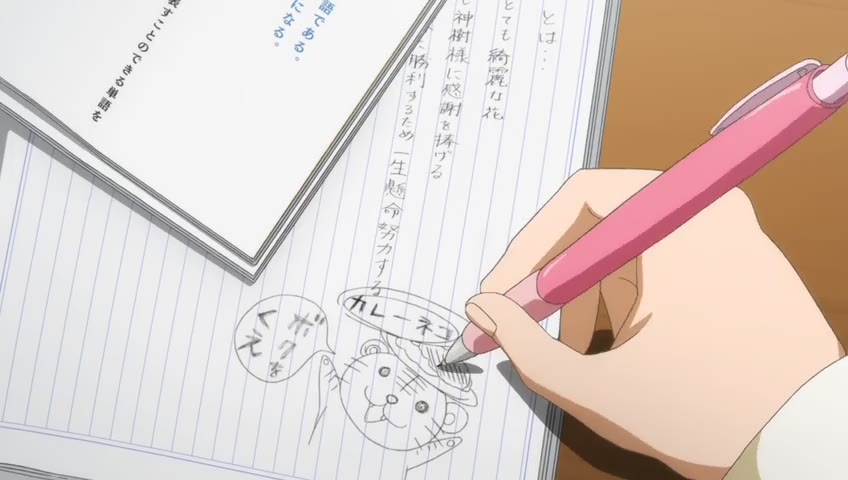 とは…
とても綺麗な花
神樹様に感謝を捧げる
に勝利するため一生懸命努力する
語である。
になる。
表すことのできる単語を
カレーネコ
ボクを
くえ